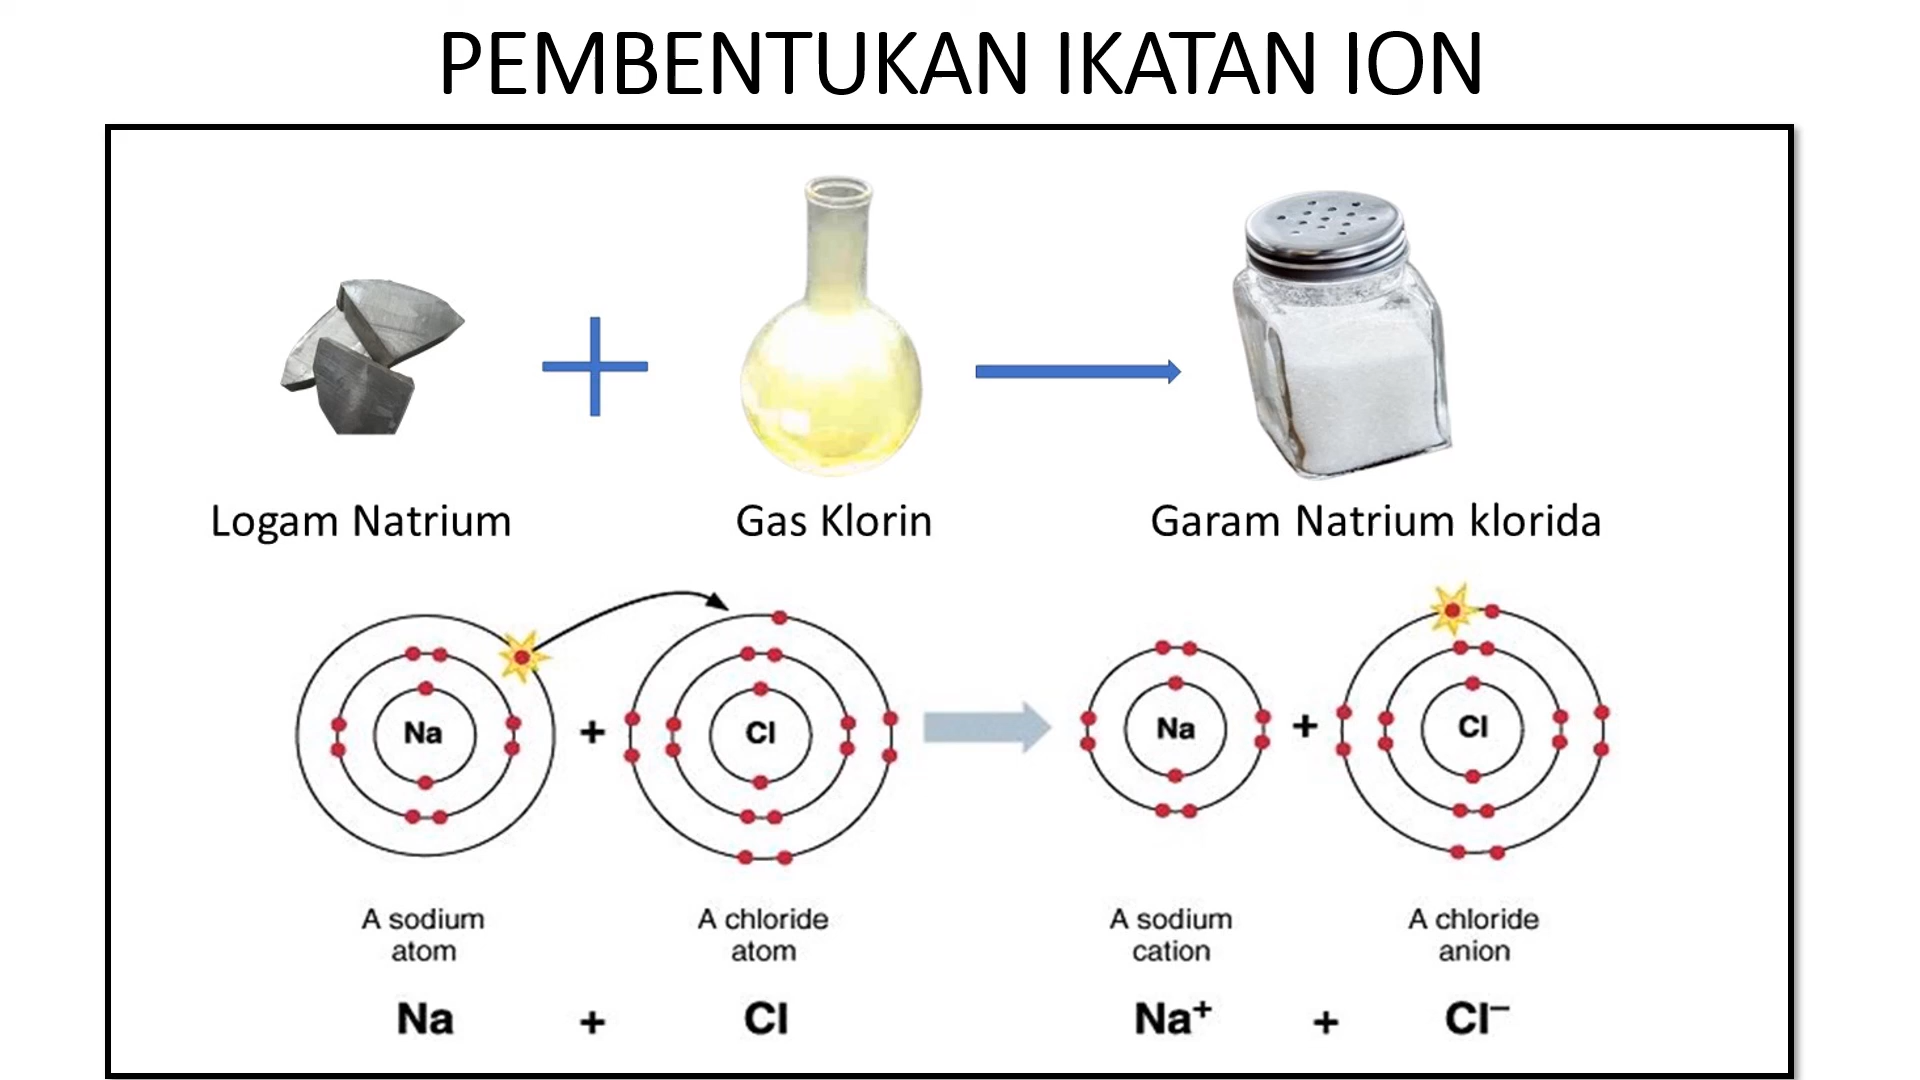 PEMBENTUKAN IKATAN ION
Logam Natrium
Gas Klorin
Garam Natrium klorida
Na
+
Cl
Na
+
Cl
A sodium
atom
A chloride
atom
A sodium
cation
A chloride
anion
Na + Cl Na⁺ + Cl⁻